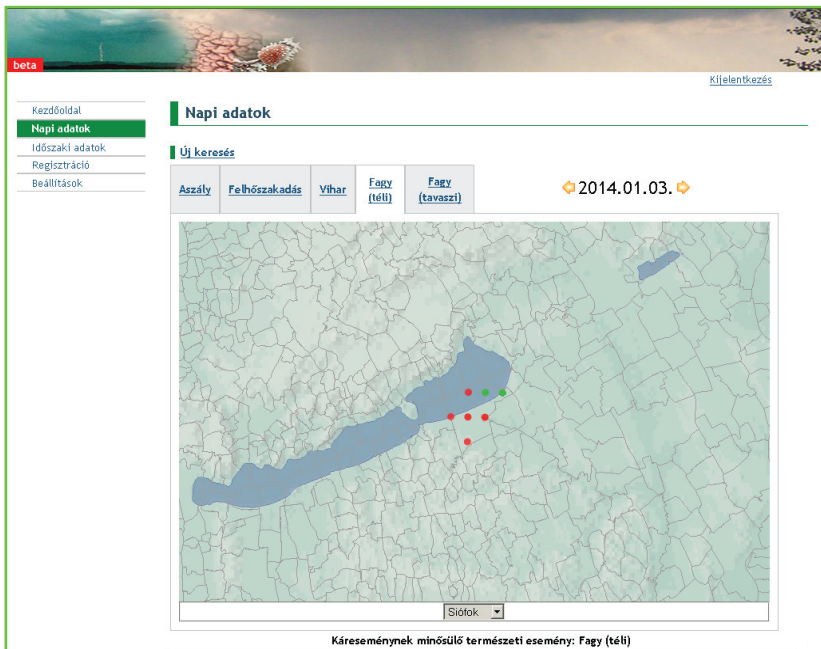 beta
Kijelentkezés
Kezdőoldal
Napi adatok
Időszaki adatok
Regisztráció
Beállítások
Napi adatok
Új keresés
Aszály
Felhőszakadás
Vihar
Fagy
(téli)
Fagy
(tavaszi)
2014.01.03.
Siófok
Káreseménynek minősülő természeti esemény: Fagy (téli)